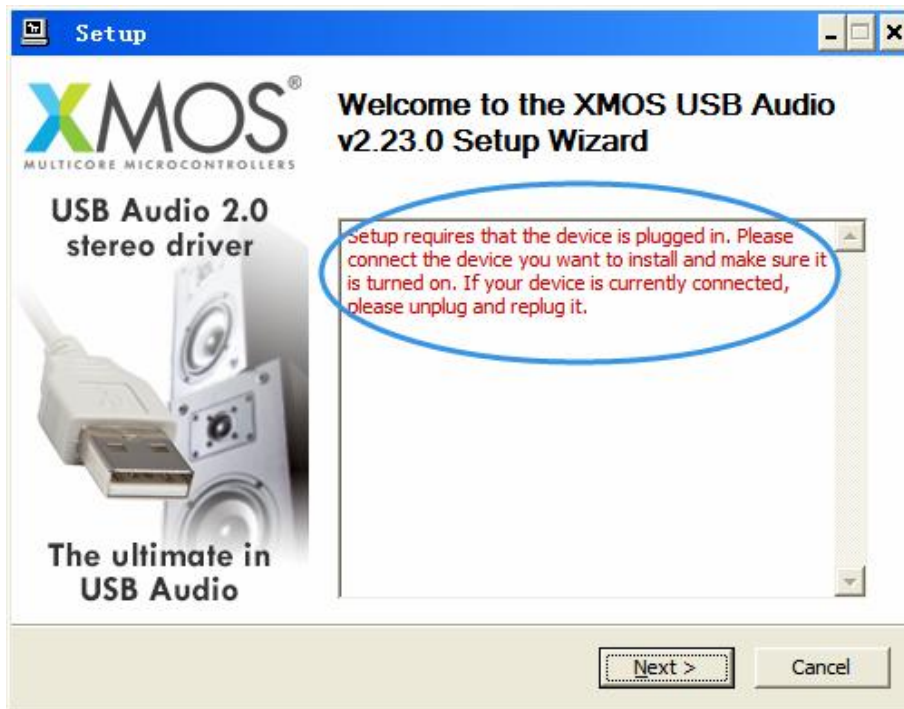 Setup
XMOS®
MULTICORE MICROCONTROLLERS
USB Audio 2.0
stereo driver
The ultimate in
USB Audio
Welcome to the XMOS USB Audio
v2.23.0 Setup Wizard
Setup requires that the device is plugged in. Please
connect the device you want to install and make sure it
is turned on. If your device is currently connected,
please unplug and replug it.
Next >
Cancel